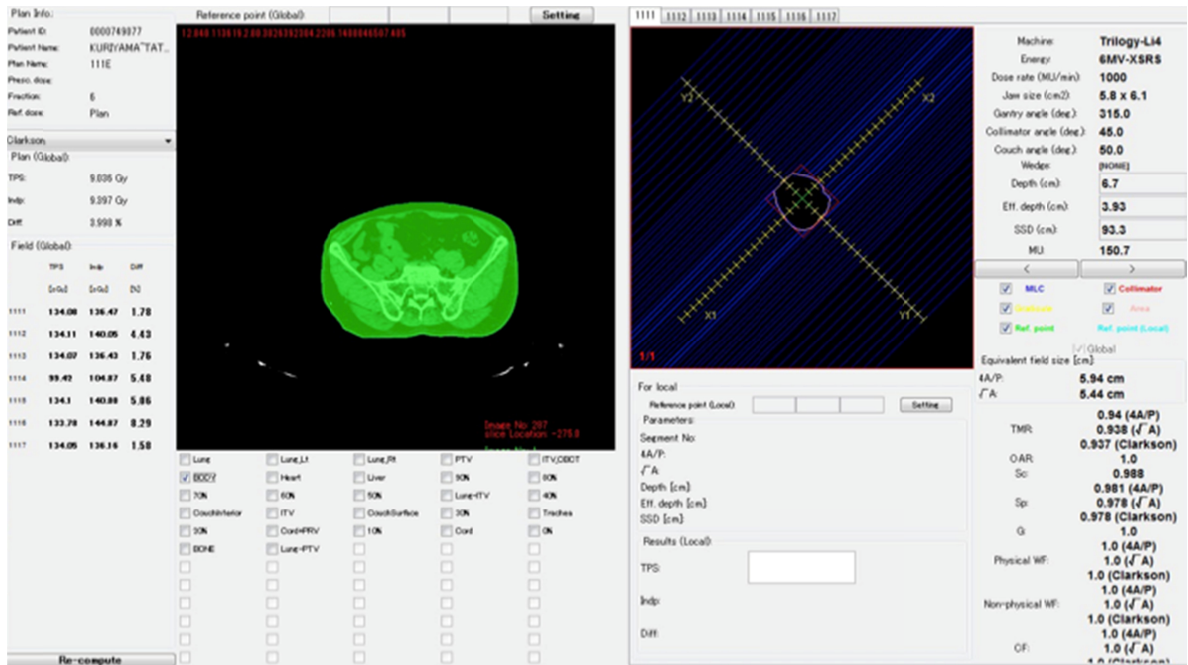 Plan Info:
Patient ID: 0000749077
Patient Name: KURIYAMA^TAT...
Plan Name: 111E
Presc. dose:
Fraction: 6
Ref. dose: Plan
Clarkson
Plan (Global):
TPS: 9.036 Gy
Indp: 9.397 Gy
Diff: 3.998 %
Field (Global):
TPS Indp Diff
[cGy] [cGy] [%]
1111 134.08 136.47 1.78
1112 134.11 140.05 4.43
1113 134.07 136.43 1.76
1114 99.42 104.87 5.48
1115 134.1 140.88 5.06
1116 133.78 144.87 8.29
1117 134.05 136.16 1.58
Re-compute
Reference point (Global): Setting
Image No: 287
slice Location: -275.0
Lung Lung_Lt Lung_Rt PTV ITV_CBCT
BODY Heart Liver 90% 80%
70% 60% 50% Lung-ITV 40%
CouchInterior ITV CouchSurface 30% Trachea
20% Cord+PRV 10% Cord 0%
BONE Lung-PTV
1111 1112 1113 1114 1115 1116 1117
Y2 X2
X1 Y1
1/1
For local
Reference point (Local): Setting
Parameters:
Segment No:
4A/P:
√A:
Depth [cm]:
Eff. depth [cm]:
SSD [cm]:
Results (Local):
TPS:
Indp:
Diff:
Machine: Trilogy-Li4
Energy: 6MV-XSRS
Dose rate (MU/min): 1000
Jaw size (cm2): 5.8 x 6.1
Gantry angle (deg.): 315.0
Collimator angle (deg.): 45.0
Couch angle (deg.): 50.0
Wedge: [NONE]
Depth (cm): 6.7
Eff. depth (cm): 3.93
SSD (cm): 93.3
MU: 150.7
< >
MLC Collimator
Area
Ref. point Ref. point (Local)
Global
Equivalent field size [cm]:
4A/P: 5.94 cm
√A: 5.44 cm
0.94 (4A/P)
TMR: 0.938 (√A)
0.937 (Clarkson)
OAR: 1.0
Sc: 0.988
0.981 (4A/P)
Sp: 0.978 (√A)
0.978 (Clarkson)
G: 1.0
1.0 (4A/P)
Physical WF: 1.0 (√A)
1.0 (Clarkson)
1.0 (4A/P)
Non-physical WF: 1.0 (√A)
1.0 (Clarkson)
1.0 (4A/P)
OF: 1.0 (√A)
1.0 (Clarkson)